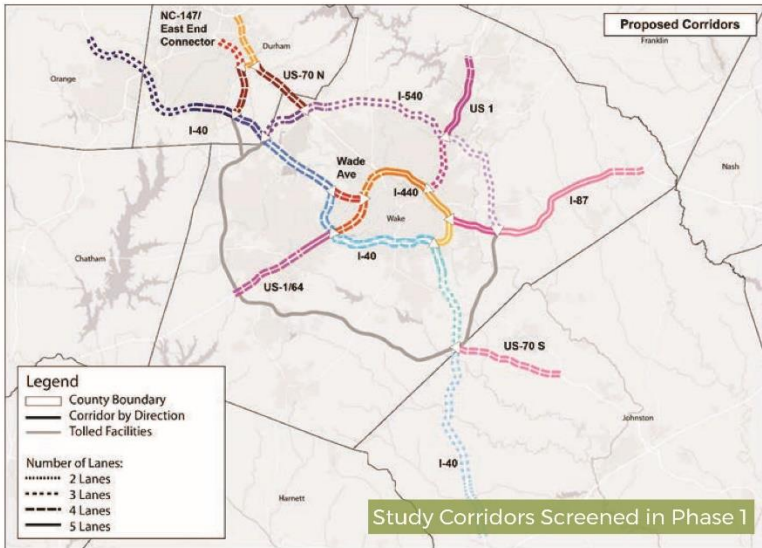 Proposed Corridors
NC-147/
East End
Connector
Durham
Franklin
Orange
US-70 N
I-540
US 1
I-40
Nash
Wade
Ave
I-440
I-87
Wake
Chatham
I-40
US-1/64
US-70 S
Legend
County Boundary
Corridor by Direction
Tolled Facilities
Number of Lanes:
2 Lanes
3 Lanes
4 Lanes
5 Lanes
Johnston
I-40
Harnett
Study Corridors Screened in Phase 1